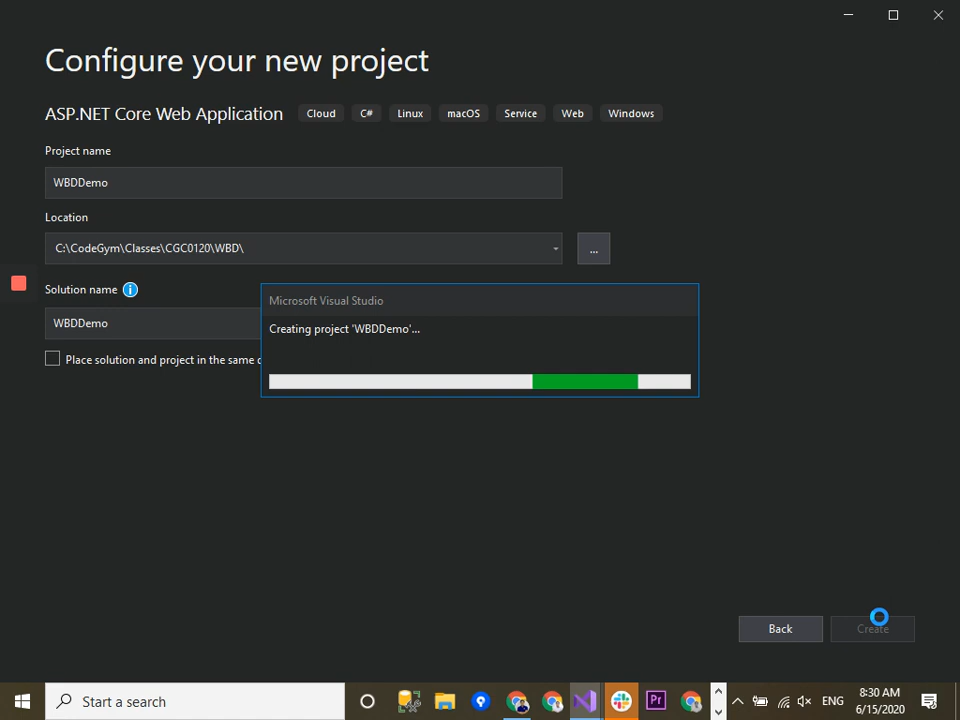 Configure your new project
ASP.NET Core Web Application Cloud C# Linux macOS Service Web Windows
Project name
WBDDemo
Location
C:\CodeGym\Classes\CGC0120\WBD\
...
Solution name i
WBDDemo
Place solution and project in the same
Microsoft Visual Studio
Creating project 'WBDDemo'...
Back
Create
Start a search
Pr
ENG
8:30 AM
6/15/2020